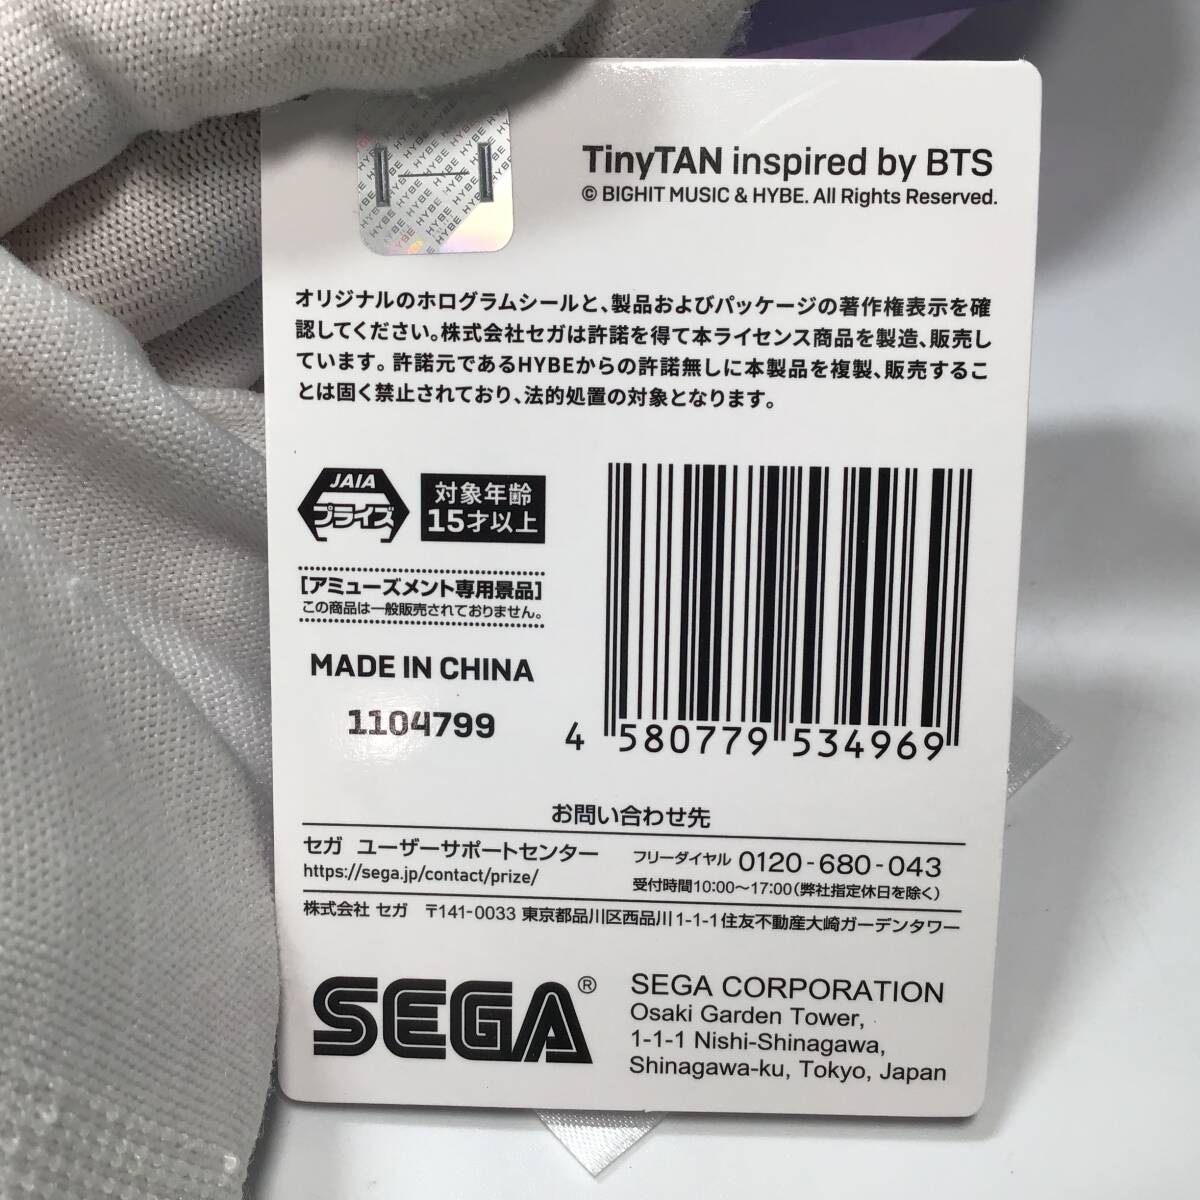 HYBE HYBE HYBE
TinyTAN inspired by BTS
© BIGHIT MUSIC & HYBE. All Rights Reserved.
オリジナルのホログラムシールと、製品およびパッケージの著作権表示を確
認してください。株式会社セガは許諾を得て本ライセンス商品を製造、販売し
ています。許諾元であるHYBEからの許諾無しに本製品を複製、販売するこ
とは固く禁止されており、法的処置の対象となります。
JAIA
プライズ
対象年齢
15才以上
[アミューズメント専用景品]
この商品は一般販売されておりません。
MADE IN CHINA
1104799
4 580779 534969
お問い合わせ先
セガ ユーザーサポートセンター
https://sega.jp/contact/prize/
フリーダイヤル 0120-680-043
受付時間10:00〜17:00(弊社指定休日を除く)
株式会社 セガ 〒141-0033 東京都品川区西品川1-1-1住友不動産大崎ガーデンタワー
SEGA®
SEGA CORPORATION
Osaki Garden Tower,
1-1-1 Nishi-Shinagawa,
Shinagawa-ku, Tokyo, Japan